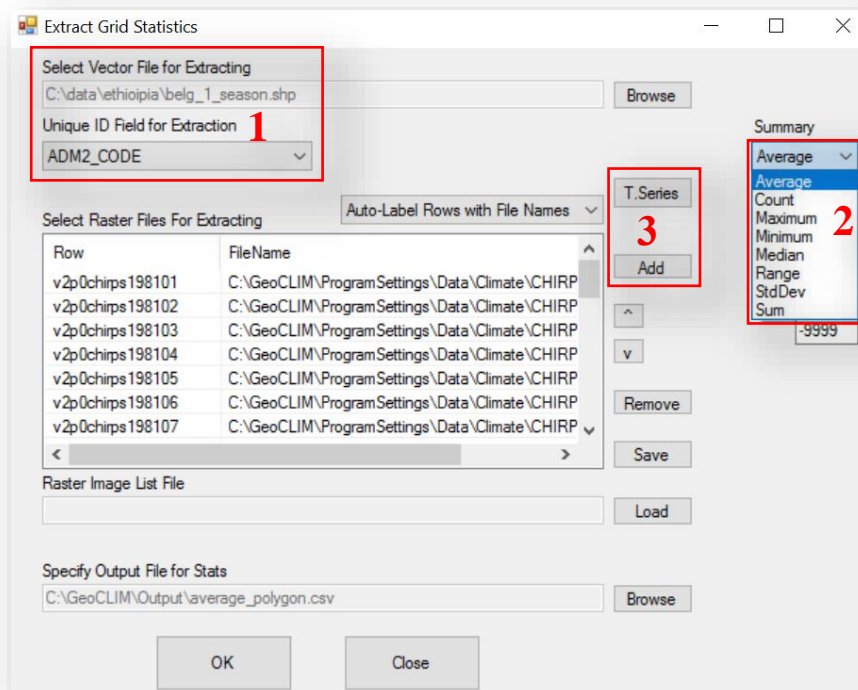 Extract Grid Statistics
Select Vector File for Extracting
C:\data\ethioipia\belg_1_season.shp
Browse
Unique ID Field for Extraction
1
ADM2_CODE
Summary
Average
Average
Count
Maximum
Minimum
Median
Range
StdDev
Sum
2
-9999
T.Series
3
Add
Auto-Label Rows with File Names
Select Raster Files For Extracting
Row FileName
v2p0chirps198101 C:\GeoCLIM\ProgramSettings\Data\Climate\CHIRP
v2p0chirps198102 C:\GeoCLIM\ProgramSettings\Data\Climate\CHIRP
v2p0chirps198103 C:\GeoCLIM\ProgramSettings\Data\Climate\CHIRP
v2p0chirps198104 C:\GeoCLIM\ProgramSettings\Data\Climate\CHIRP
v2p0chirps198105 C:\GeoCLIM\ProgramSettings\Data\Climate\CHIRP
v2p0chirps198106 C:\GeoCLIM\ProgramSettings\Data\Climate\CHIRP
v2p0chirps198107 C:\GeoCLIM\ProgramSettings\Data\Climate\CHIRP
^
v
Remove
Save
Raster Image List File
Load
Specify Output File for Stats
C:\GeoCLIM\Output\average_polygon.csv
Browse
OK
Close